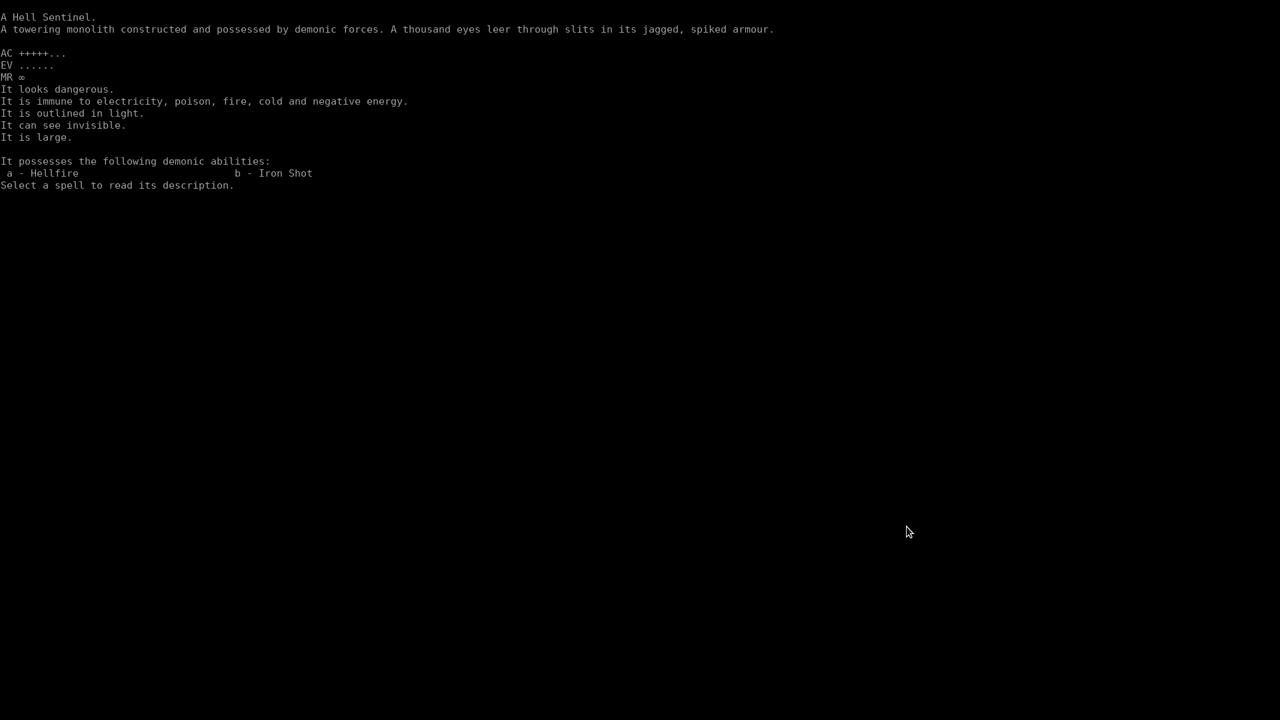 A Hell Sentinel.
A towering monolith constructed and possessed by demonic forces. A thousand eyes leer through slits in its jagged, spiked armour.
AC +++++...
EV ......
MR ∞
It looks dangerous.
It is immune to electricity, poison, fire, cold and negative energy.
It is outlined in light.
It can see invisible.
It is large.
It possesses the following demonic abilities:
a - Hellfire b - Iron Shot
Select a spell to read its description.